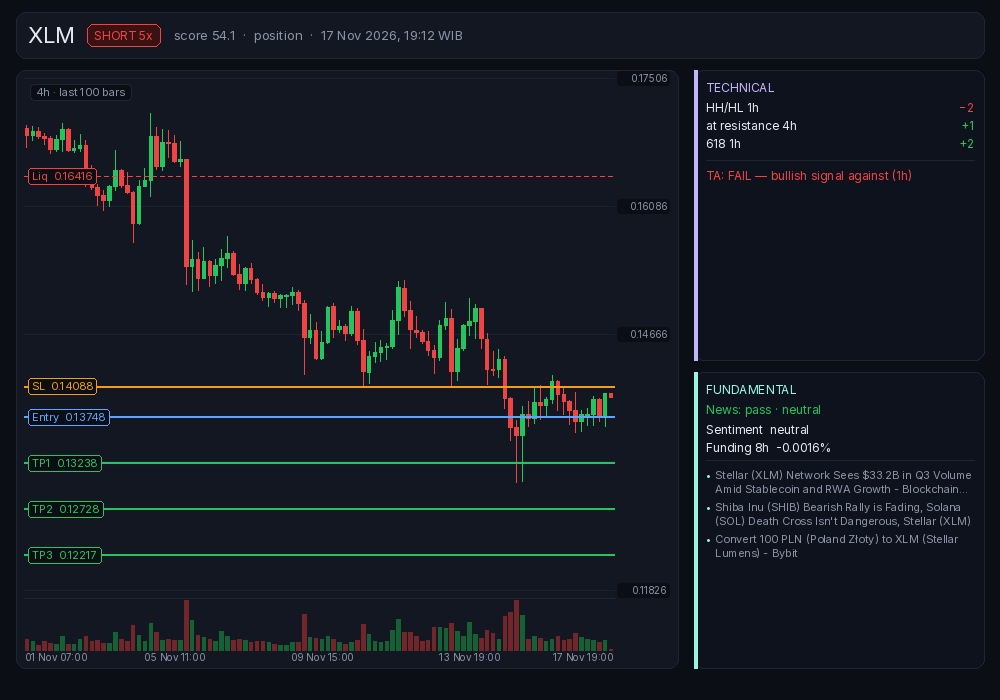 XLM SHORT 5x score 54.1 · position · 17 Nov 2026, 19:12 WIB
4h · last 100 bars
0.17506
Liq 0.16416
0.16086
0.14666
SL 0.14088
Entry 0.13748
TP1 0.13238
TP2 0.12728
TP3 0.12217
0.11826
01 Nov 07:00 05 Nov 11:00 09 Nov 15:00 13 Nov 19:00 17 Nov 19:00
TECHNICAL
HH/HL 1h −2
at resistance 4h +1
618 1h +2
TA: FAIL — bullish signal against (1h)
FUNDAMENTAL
News: pass · neutral
Sentiment neutral
Funding 8h -0.0016%
• Stellar (XLM) Network Sees $33.2B in Q3 Volume
Amid Stablecoin and RWA Growth - Blockchain…
• Shiba Inu (SHIB) Bearish Rally is Fading, Solana
(SOL) Death Cross Isn't Dangerous, Stellar (XLM)
• Convert 100 PLN (Poland Złoty) to XLM (Stellar
Lumens) - Bybit